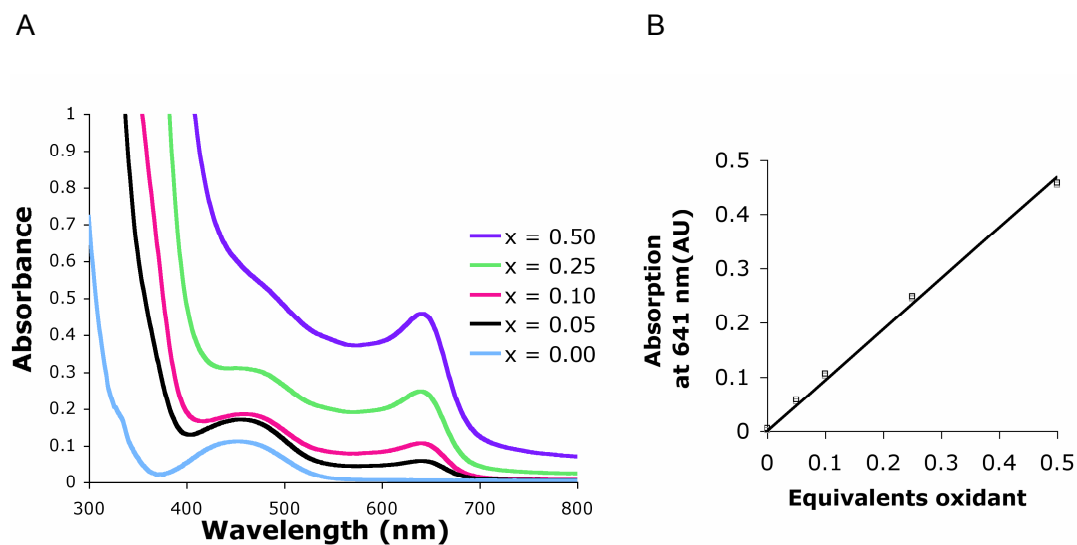 A
B
1
0.9
0.8
0.7
0.6
0.5
0.4
0.3
0.2
0.1
0
Absorbance
300
400
500
600
700
800
Wavelength (nm)
x = 0.50
x = 0.25
x = 0.10
x = 0.05
x = 0.00
0.5
0.4
0.3
0.2
0.1
0
Absorption
at 641 nm(AU)
0
0.1
0.2
0.3
0.4
0.5
Equivalents oxidant